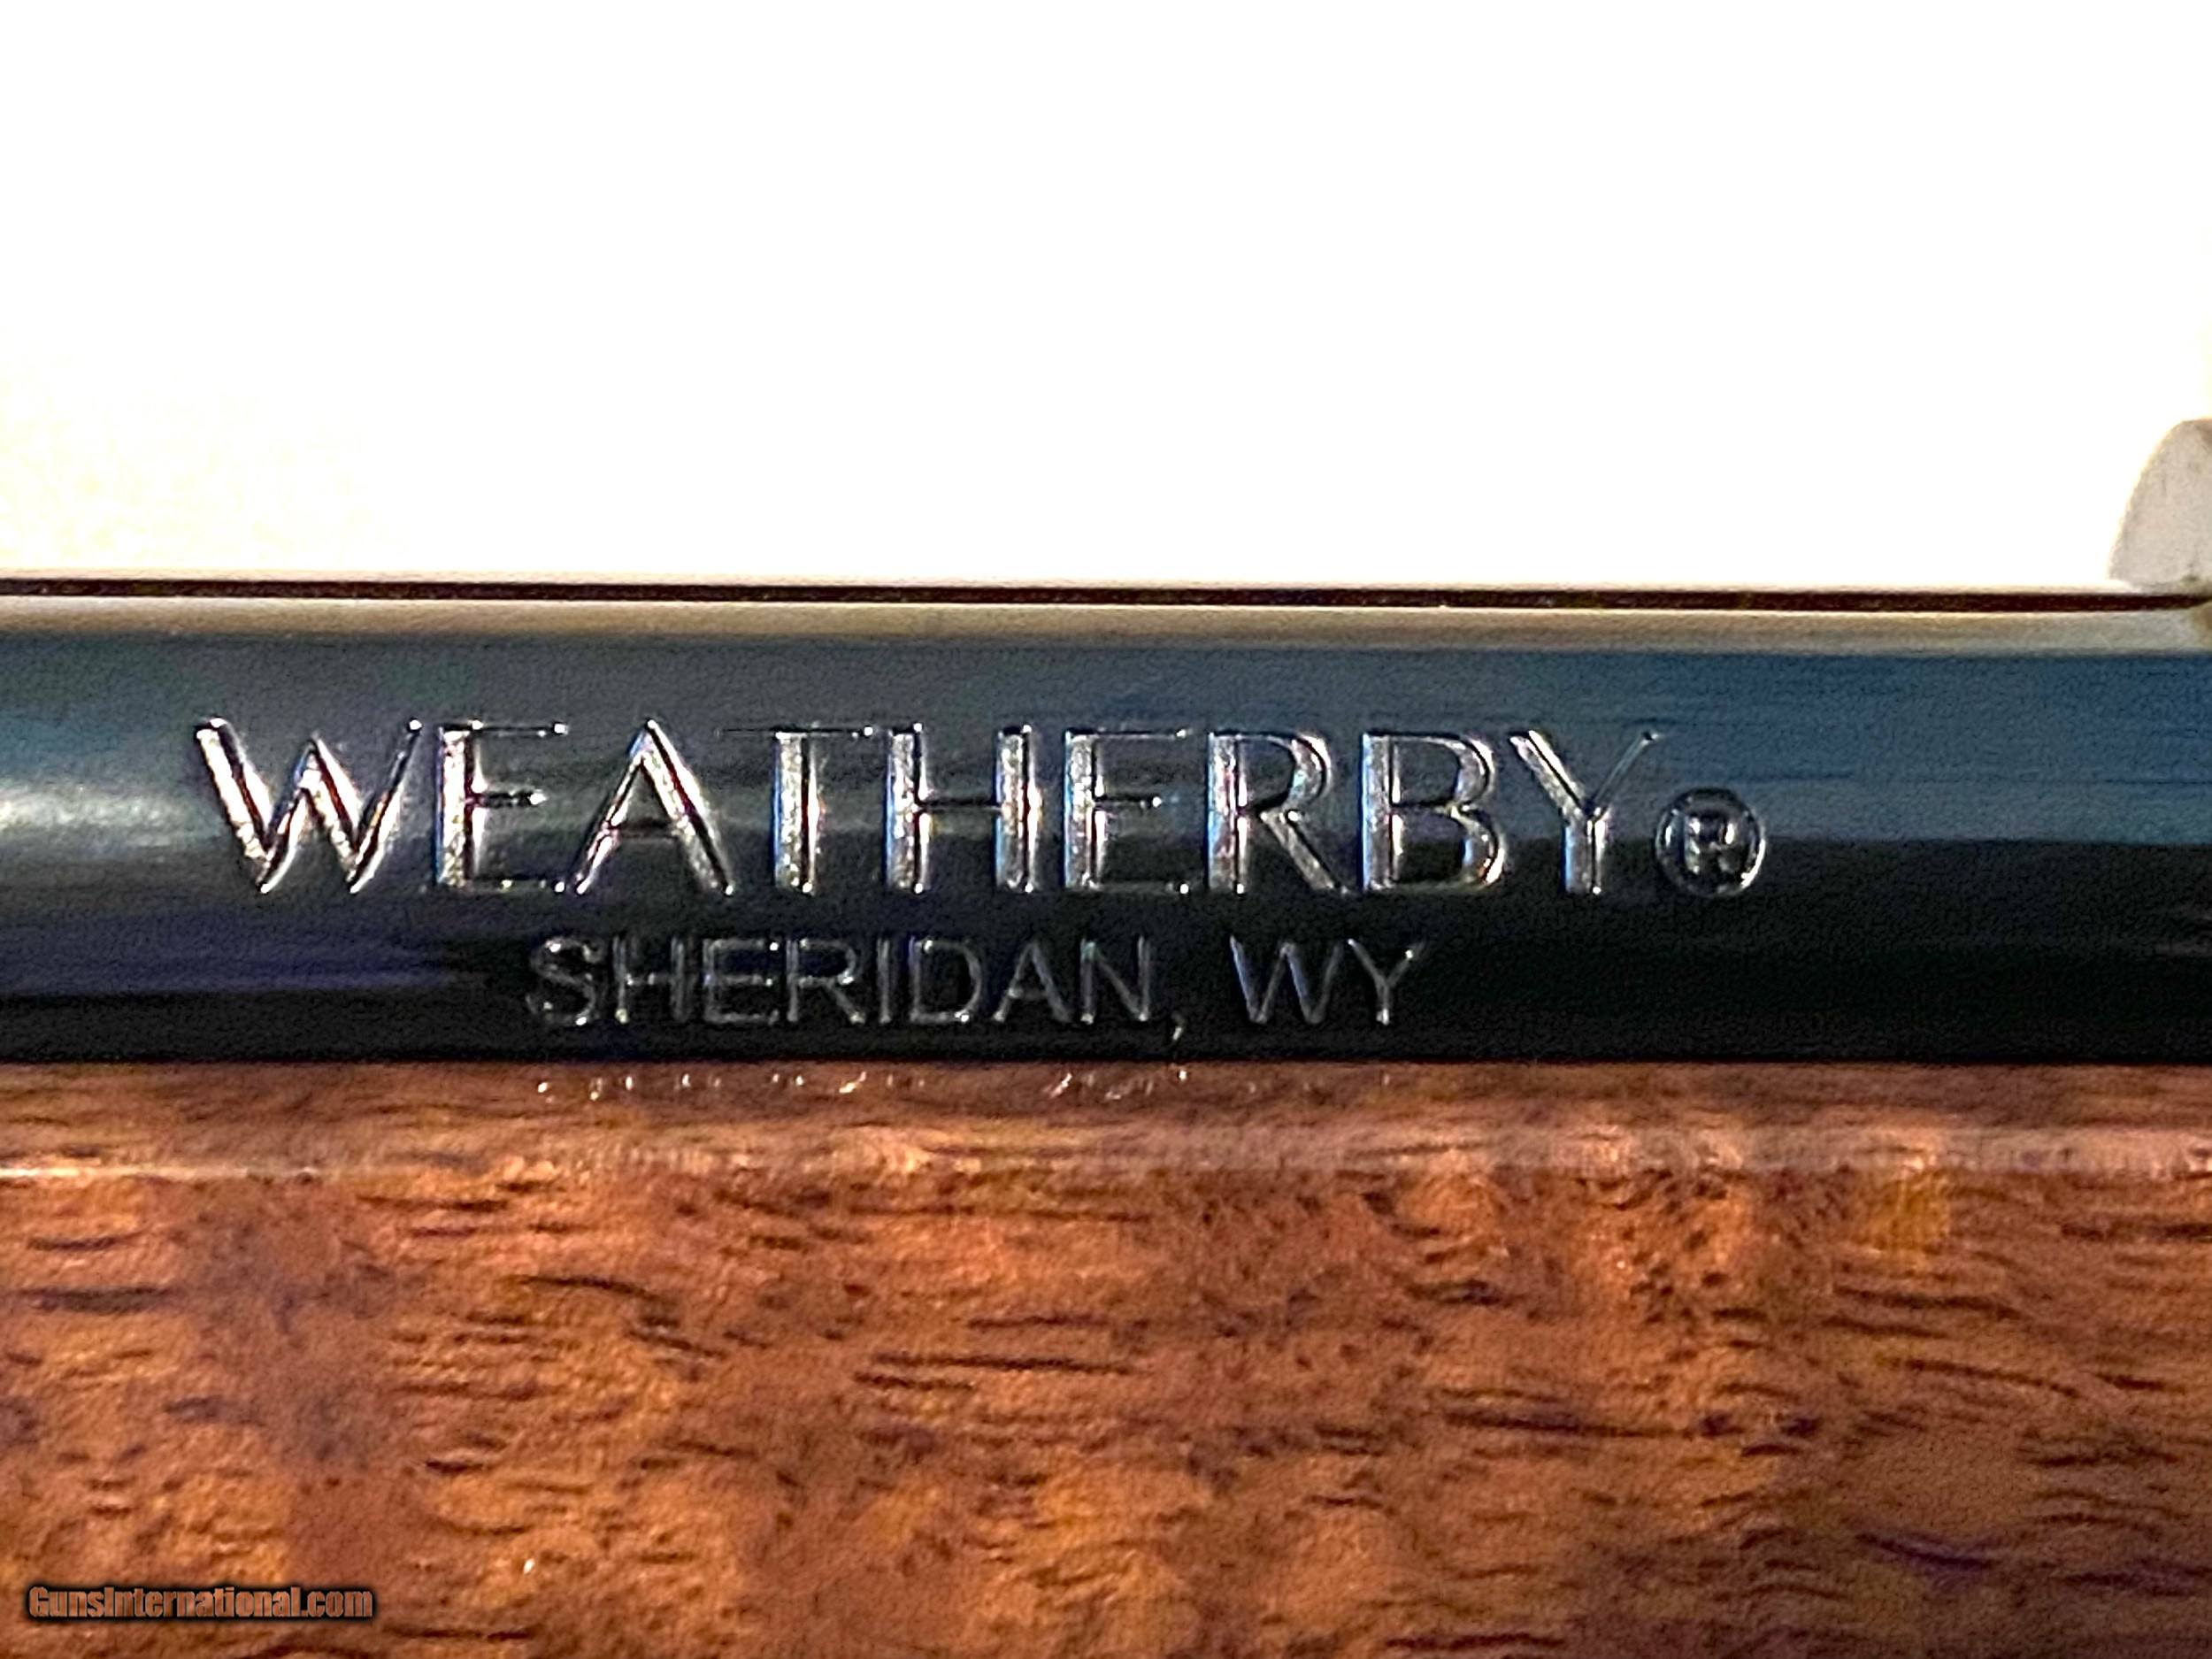 WEATHERBY®
SHERIDAN, WY
GunsInternational.com